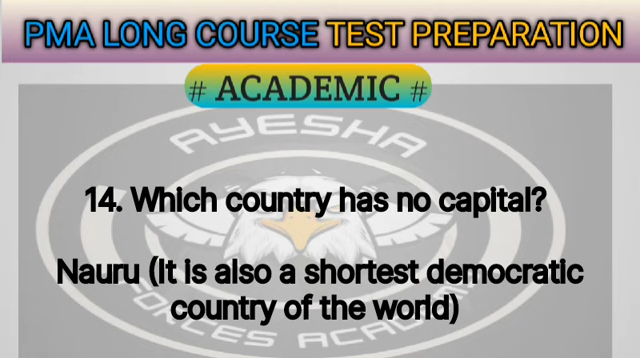 PMA LONG COURSE TEST PREPARATION
# ACADEMIC #
AYESHA
14. Which country has no capital?
Nauru (It is also a shortest democratic
country of the world)
FORCES ACADEMY